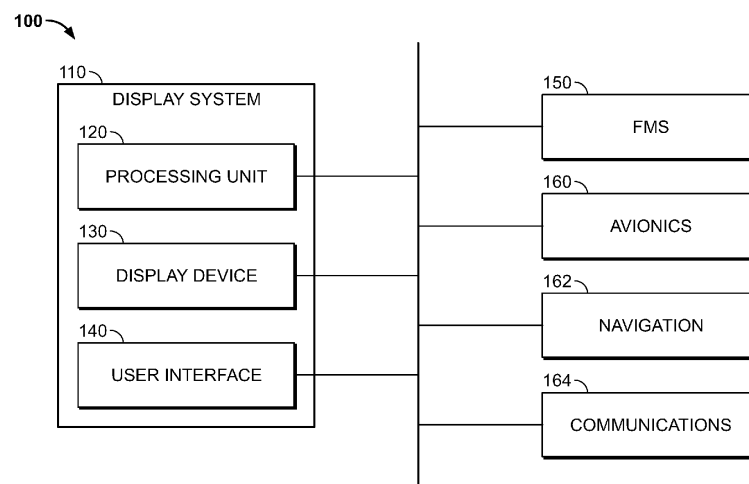 100
110
DISPLAY SYSTEM
120
PROCESSING UNIT
130
DISPLAY DEVICE
140
USER INTERFACE
150
FMS
160
AVIONICS
162
NAVIGATION
164
COMMUNICATIONS